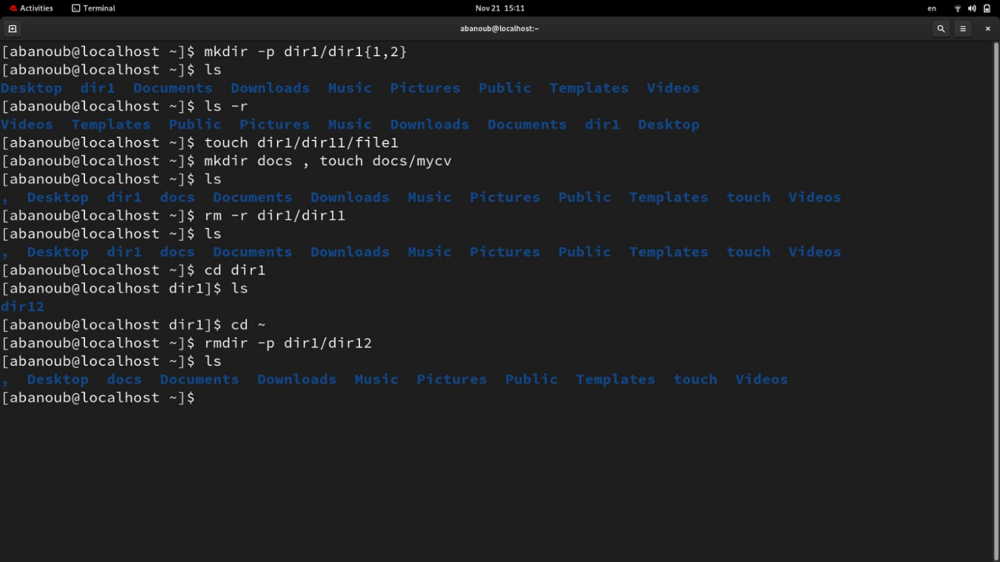 Activities Terminal Nov 21 15:11 en
abanoub@localhost:~
[abanoub@localhost ~]$ mkdir -p dir1/dir1{1,2}
[abanoub@localhost ~]$ ls
Desktop dir1 Documents Downloads Music Pictures Public Templates Videos
[abanoub@localhost ~]$ ls -r
Videos Templates Public Pictures Music Downloads Documents dir1 Desktop
[abanoub@localhost ~]$ touch dir1/dir11/file1
[abanoub@localhost ~]$ mkdir docs , touch docs/mycv
[abanoub@localhost ~]$ ls
, Desktop dir1 docs Documents Downloads Music Pictures Public Templates touch Videos
[abanoub@localhost ~]$ rm -r dir1/dir11
[abanoub@localhost ~]$ ls
, Desktop dir1 docs Documents Downloads Music Pictures Public Templates touch Videos
[abanoub@localhost ~]$ cd dir1
[abanoub@localhost dir1]$ ls
dir12
[abanoub@localhost dir1]$ cd ~
[abanoub@localhost ~]$ rmdir -p dir1/dir12
[abanoub@localhost ~]$ ls
, Desktop docs Documents Downloads Music Pictures Public Templates touch Videos
[abanoub@localhost ~]$